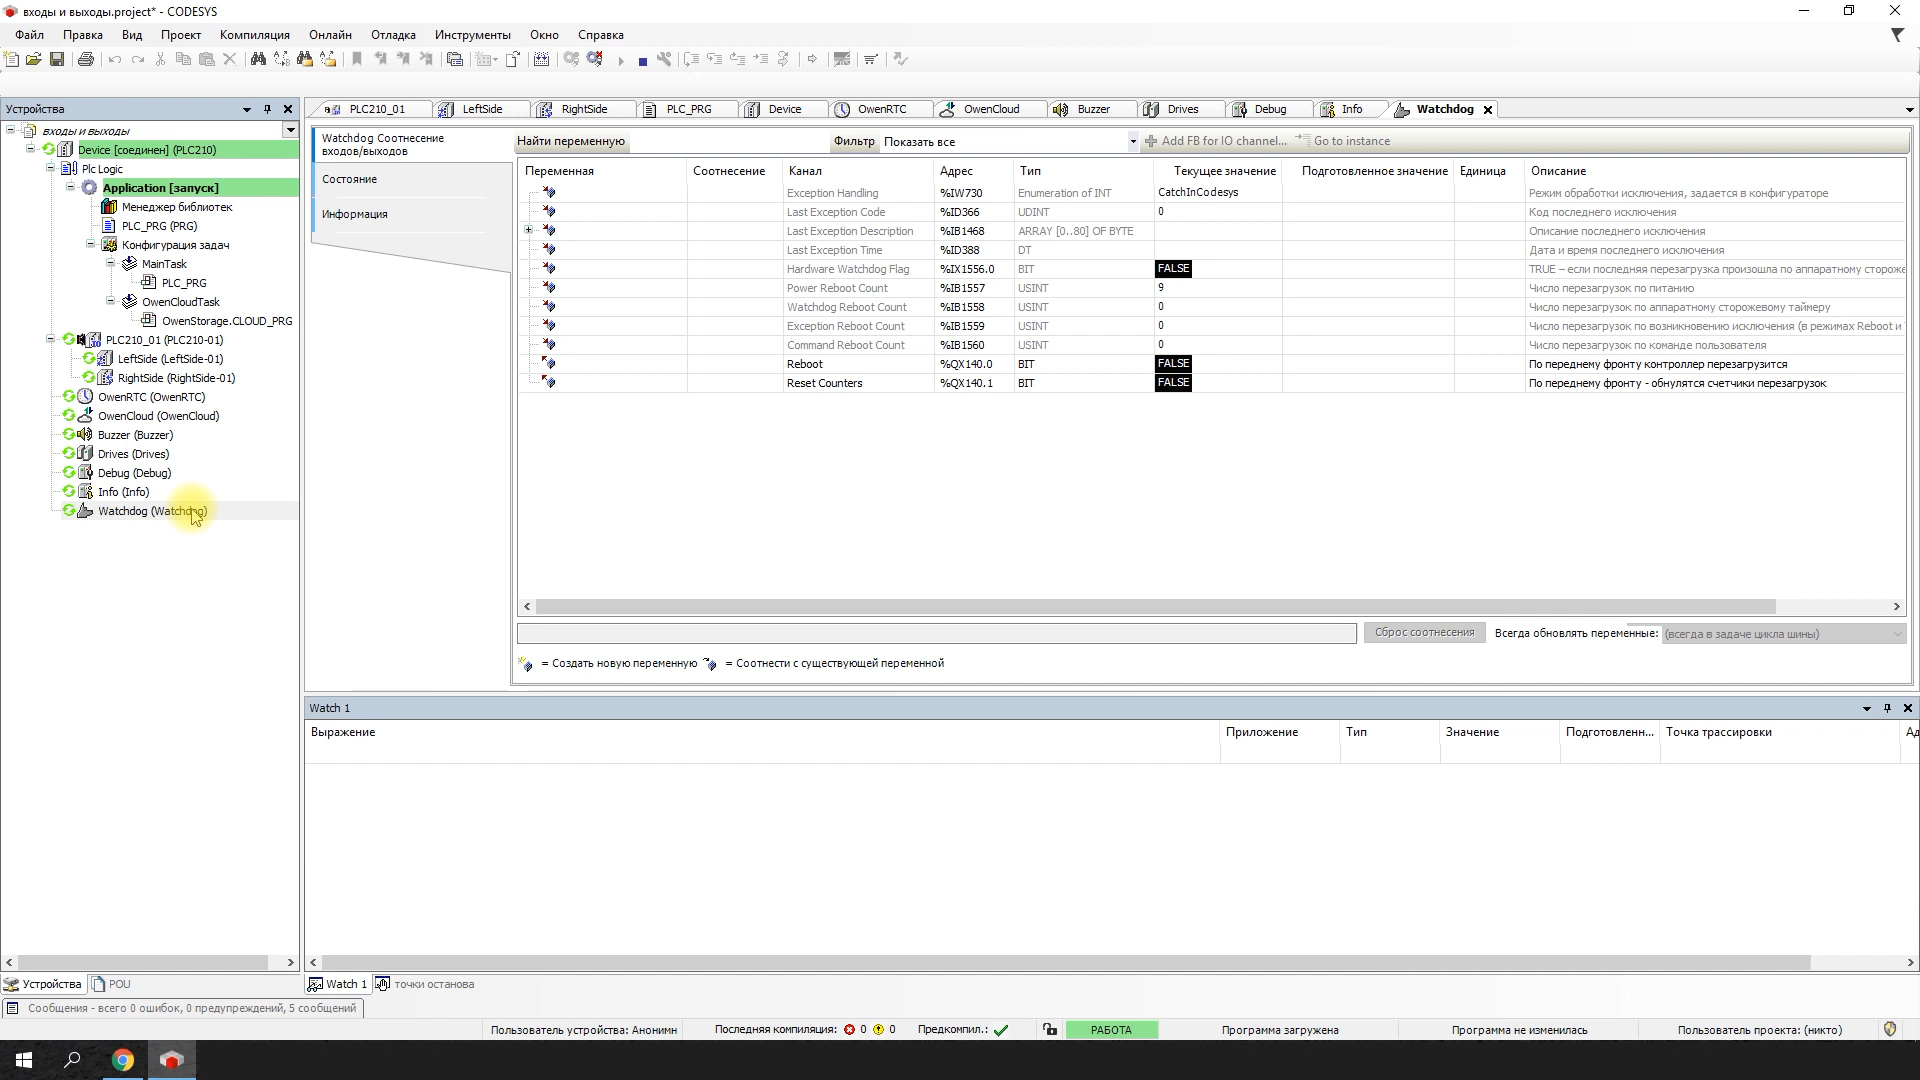 входы и выходы.project* - CODESYS
Файл Правка Вид Проект Компиляция Онлайн Отладка Инструменты Окно Справка
Устройства
входы и выходы
Device [соединен] (PLC210)
Plc Logic
Application [запуск]
Менеджер библиотек
PLC_PRG (PRG)
Конфигурация задач
MainTask
PLC_PRG
OwenCloudTask
OwenStorage.CLOUD_PRG
PLC210_01 (PLC210-01)
LeftSide (LeftSide-01)
RightSide (RightSide-01)
OwenRTC (OwenRTC)
OwenCloud (OwenCloud)
Buzzer (Buzzer)
Drives (Drives)
Debug (Debug)
Info (Info)
Watchdog (Watchdog)
Устройства POU
PLC210_01 LeftSide RightSide PLC_PRG Device OwenRTC OwenCloud Buzzer Drives Debug Info Watchdog
Watchdog Соотнесение
входов/выходов
Состояние
Информация
Найти переменную Фильтр Показать все Add FB for IO channel... Go to instance
Переменная Соотнесение Канал Адрес Тип Текущее значение Подготовленное значение Единица Описание
Exception Handling %IW730 Enumeration of INT CatchInCodesys Режим обработки исключения, задается в конфигураторе
Last Exception Code %ID366 UDINT 0 Код последнего исключения
Last Exception Description %IB1468 ARRAY [0..80] OF BYTE Описание последнего исключения
Last Exception Time %ID388 DT Дата и время последнего исключения
Hardware Watchdog Flag %IX1556.0 BIT FALSE TRUE – если последняя перезагрузка произошла по аппаратному стороже
Power Reboot Count %IB1557 USINT 9 Число перезагрузок по питанию
Watchdog Reboot Count %IB1558 USINT 0 Число перезагрузок по аппаратному сторожевому таймеру
Exception Reboot Count %IB1559 USINT 0 Число перезагрузок по возникновению исключения (в режимах Reboot и
Command Reboot Count %IB1560 USINT 0 Число перезагрузок по команде пользователя
Reboot %QX140.0 BIT FALSE По переднему фронту контроллер перезагрузится
Reset Counters %QX140.1 BIT FALSE По переднему фронту - обнулятся счетчики перезагрузок
Сброс соотнесения Всегда обновлять переменные: (всегда в задаче цикла шины)
= Создать новую переменную = Соотнести с существующей переменной
Watch 1
Выражение Приложение Тип Значение Подготовленн... Точка трассировки Ад
Watch 1 точки останова
Сообщения - всего 0 ошибок, 0 предупреждений, 5 сообщений
Пользователь устройства: Анонимн Последняя компиляция: 0 0 Предкомпил.: РАБОТА Программа загружена Программа не изменилась Пользователь проекта: (никто)